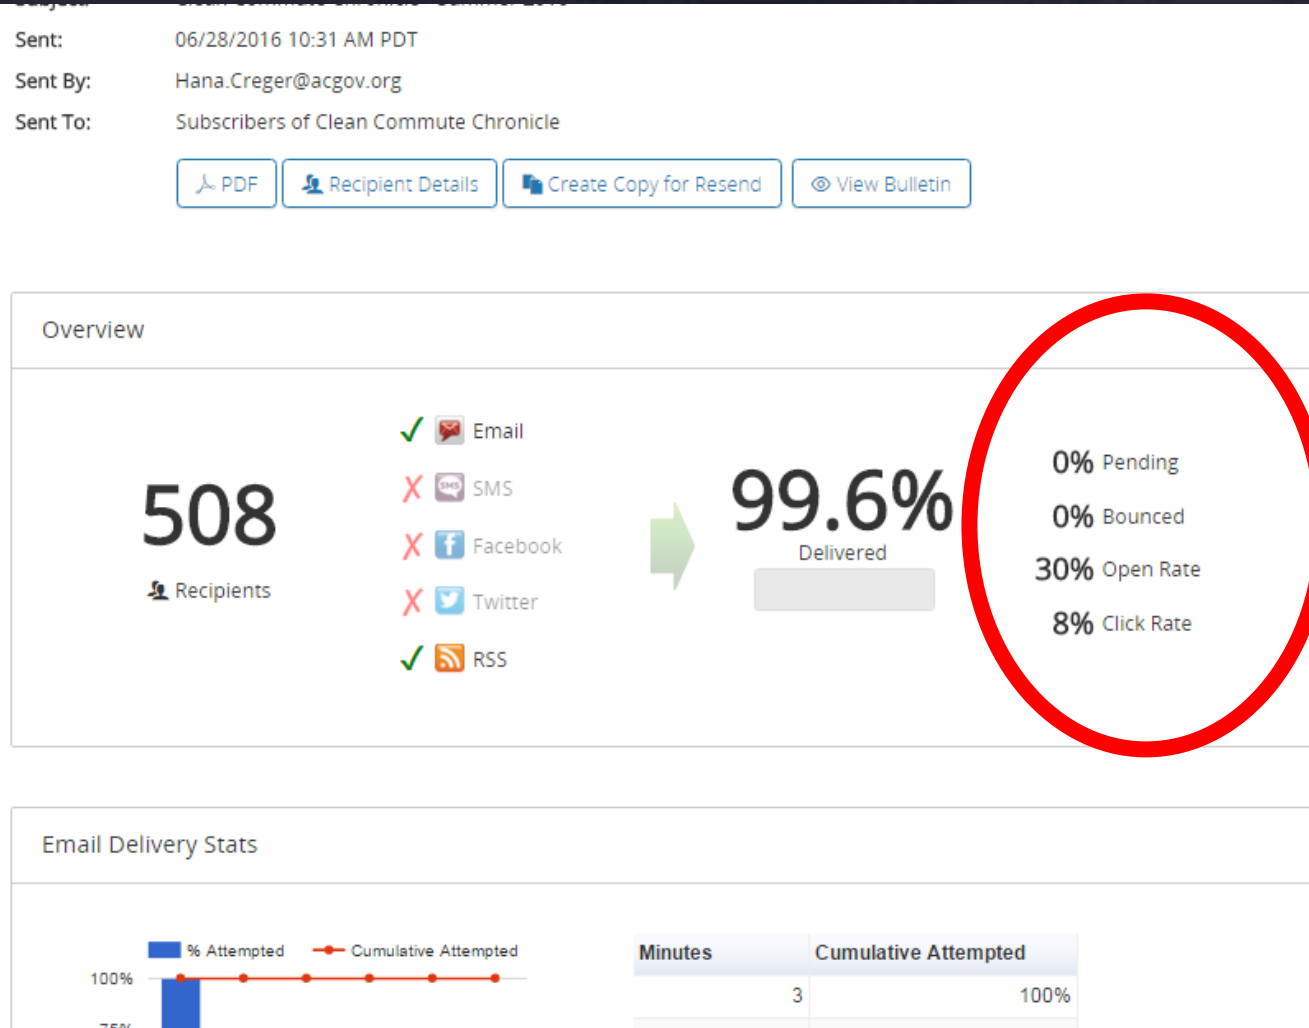 Sent: 06/28/2016 10:31 AM PDT
Sent By: Hana.Creger@acgov.org
Sent To: Subscribers of Clean Commute Chronicle
PDF Recipient Details Create Copy for Resend View Bulletin
Overview
508
Recipients
Email
SMS
SMS
Facebook
Twitter
RSS
99.6%
Delivered
0% Pending
0% Bounced
30% Open Rate
8% Click Rate
Email Delivery Stats
% Attempted Cumulative Attempted
100%
Minutes Cumulative Attempted
3 100%